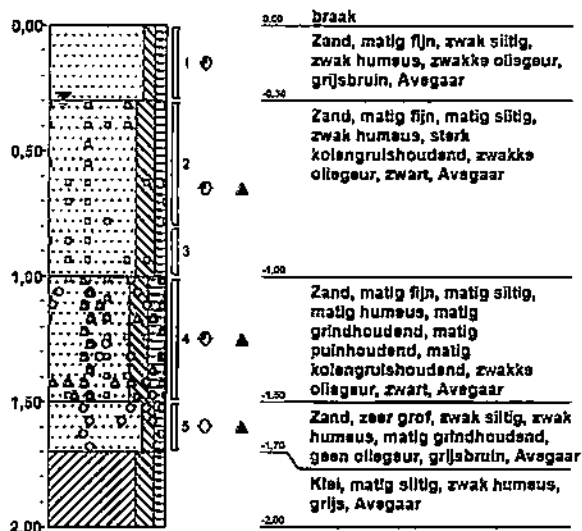 0,00
0,50
1,00
1,50
2,00
1
2
3
4
5
0,00
braak
Zand, matig fijn, zwak siltig,
zwak humeus, zwakke oliegeur,
grijsbruin, Avegaar
-0,30
Zand, matig fijn, matig siltig,
zwak humeus, sterk
kolengruishoudend, zwakke
oliegeur, zwart, Avegaar
-1,00
Zand, matig fijn, matig siltig,
matig humeus, matig
grindhoudend, matig
puinhoudend, matig
kolengruishoudend, zwakke
oliegeur, zwart, Avegaar
-1,50
Zand, zeer grof, zwak siltig, zwak
humeus, matig grindhoudend,
geen oliegeur, grijsbruin, Avegaar
-1,70
Klei, matig siltig, zwak humeus,
grijs, Avegaar
-2,00